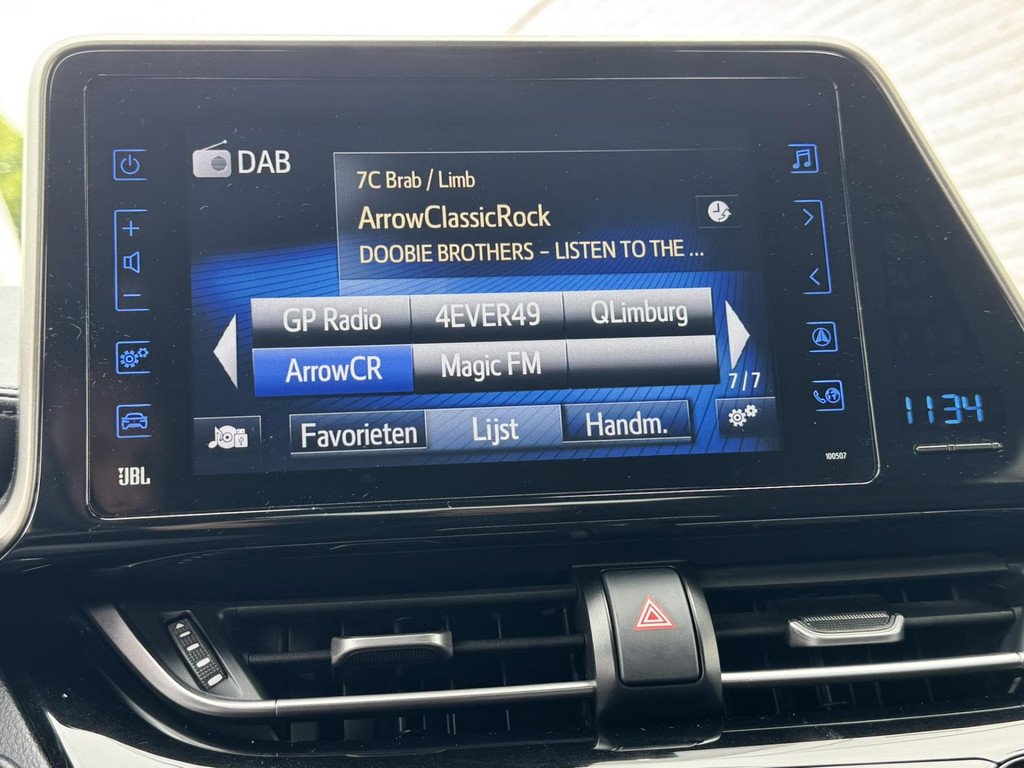 DAB
7C Brab / Limb
ArrowClassicRock
DOOBIE BROTHERS - LISTEN TO THE ...
GP Radio 4EVER49 QLimburg
ArrowCR Magic FM
7/7
Favorieten Lijst Handm.
JBL
100507
1134